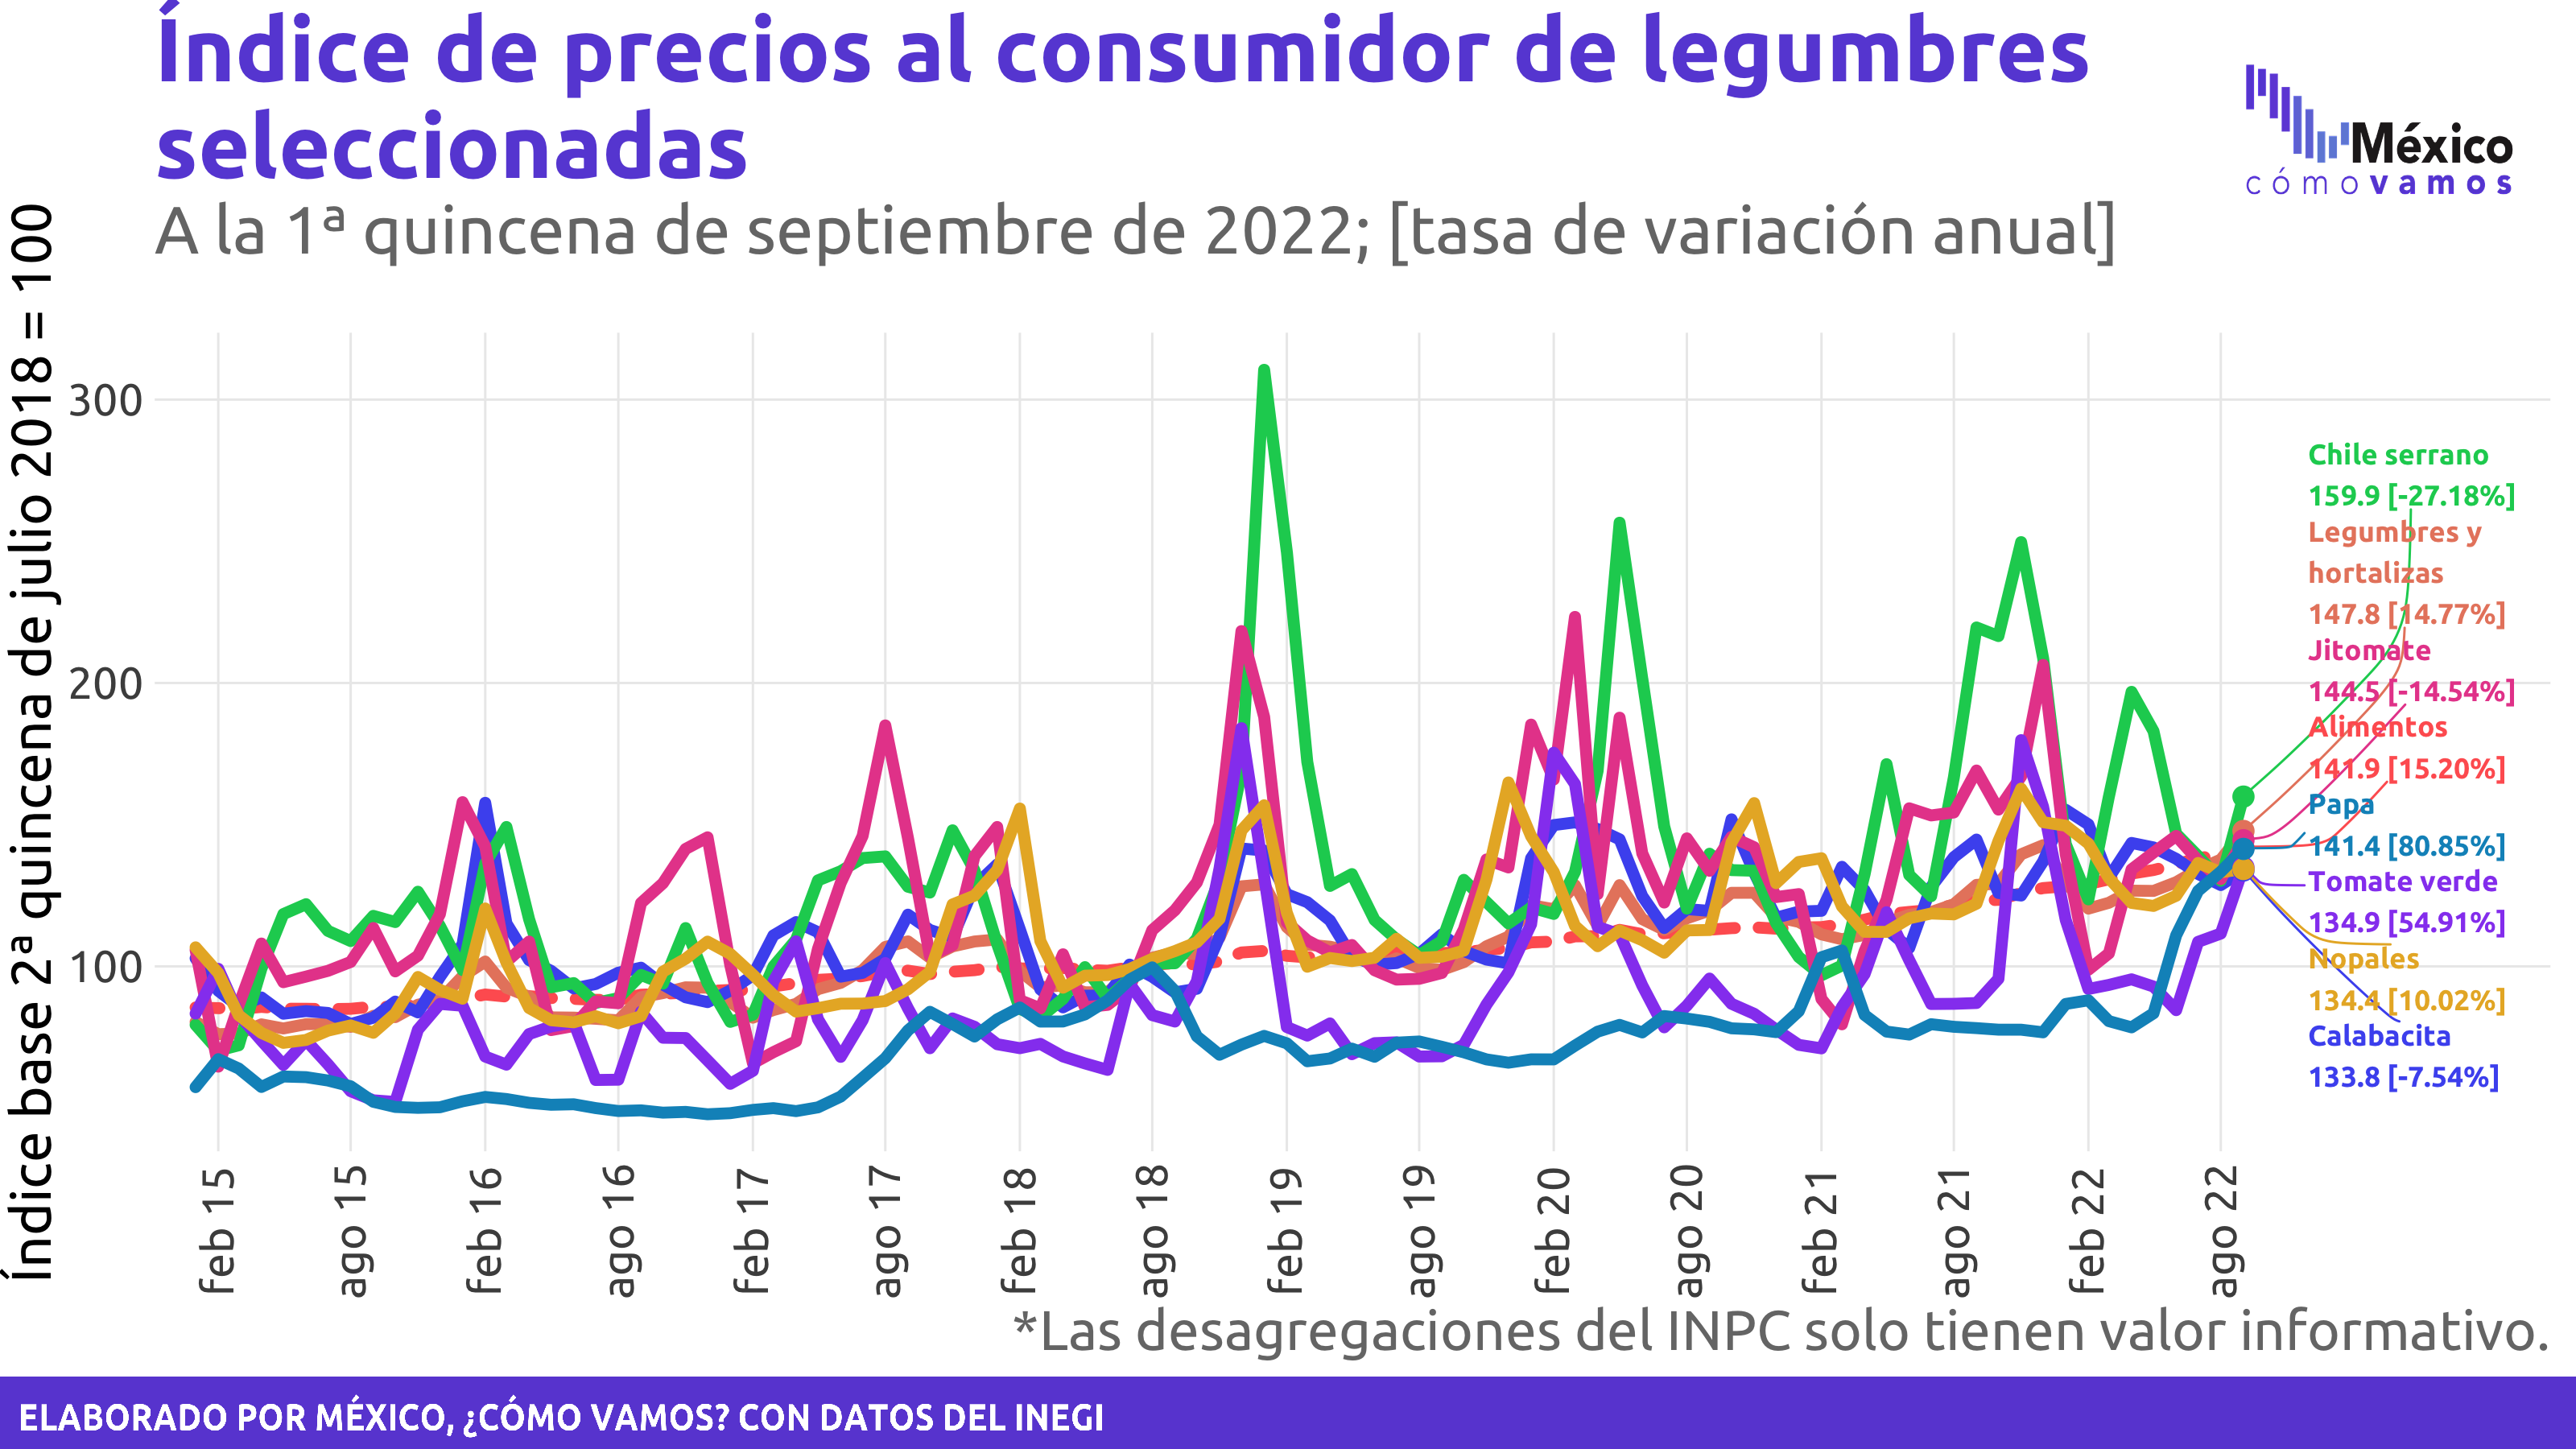 Índice de precios al consumidor de legumbres
seleccionadas
A la 1ª quincena de septiembre de 2022; [tasa de variación anual]
México
cómo vamos
Índice base 2ª quincena de julio 2018 = 100
300
200
100
Chile serrano
159.9 [-27.18%]
Legumbres y
hortalizas
147.8 [14.77%]
Jitomate
144.5 [-14.54%]
Alimentos
141.9 [15.20%]
Papa
141.4 [80.85%]
Tomate verde
134.9 [54.91%]
Nopales
134.4 [10.02%]
Calabacita
133.8 [-7.54%]
feb 15
ago 15
feb 16
ago 16
feb 17
ago 17
feb 18
ago 18
feb 19
ago 19
feb 20
ago 20
feb 21
ago 21
feb 22
ago 22
*Las desagregaciones del INPC solo tienen valor informativo.
ELABORADO POR MÉXICO, ¿CÓMO VAMOS? CON DATOS DEL INEGI